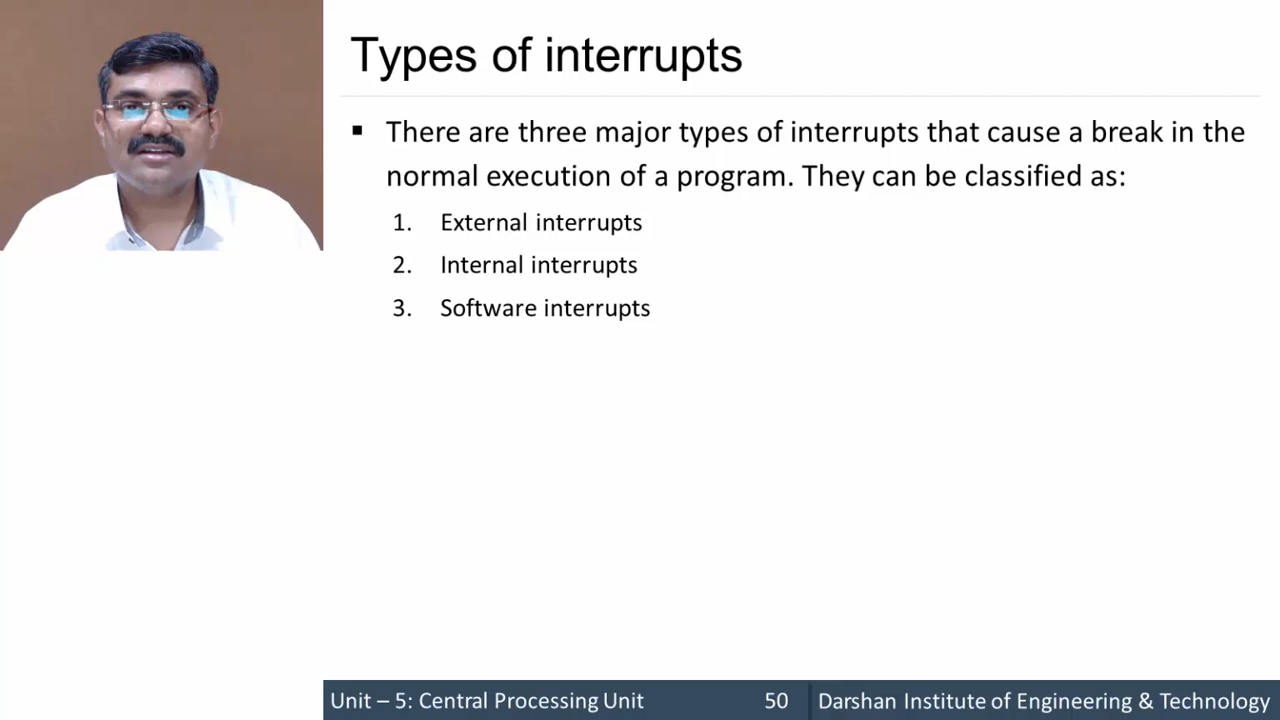 Types of interrupts
▪ There are three major types of interrupts that cause a break in the
normal execution of a program. They can be classified as:
1. External interrupts
2. Internal interrupts
3. Software interrupts
Unit – 5: Central Processing Unit 50 Darshan Institute of Engineering & Technology